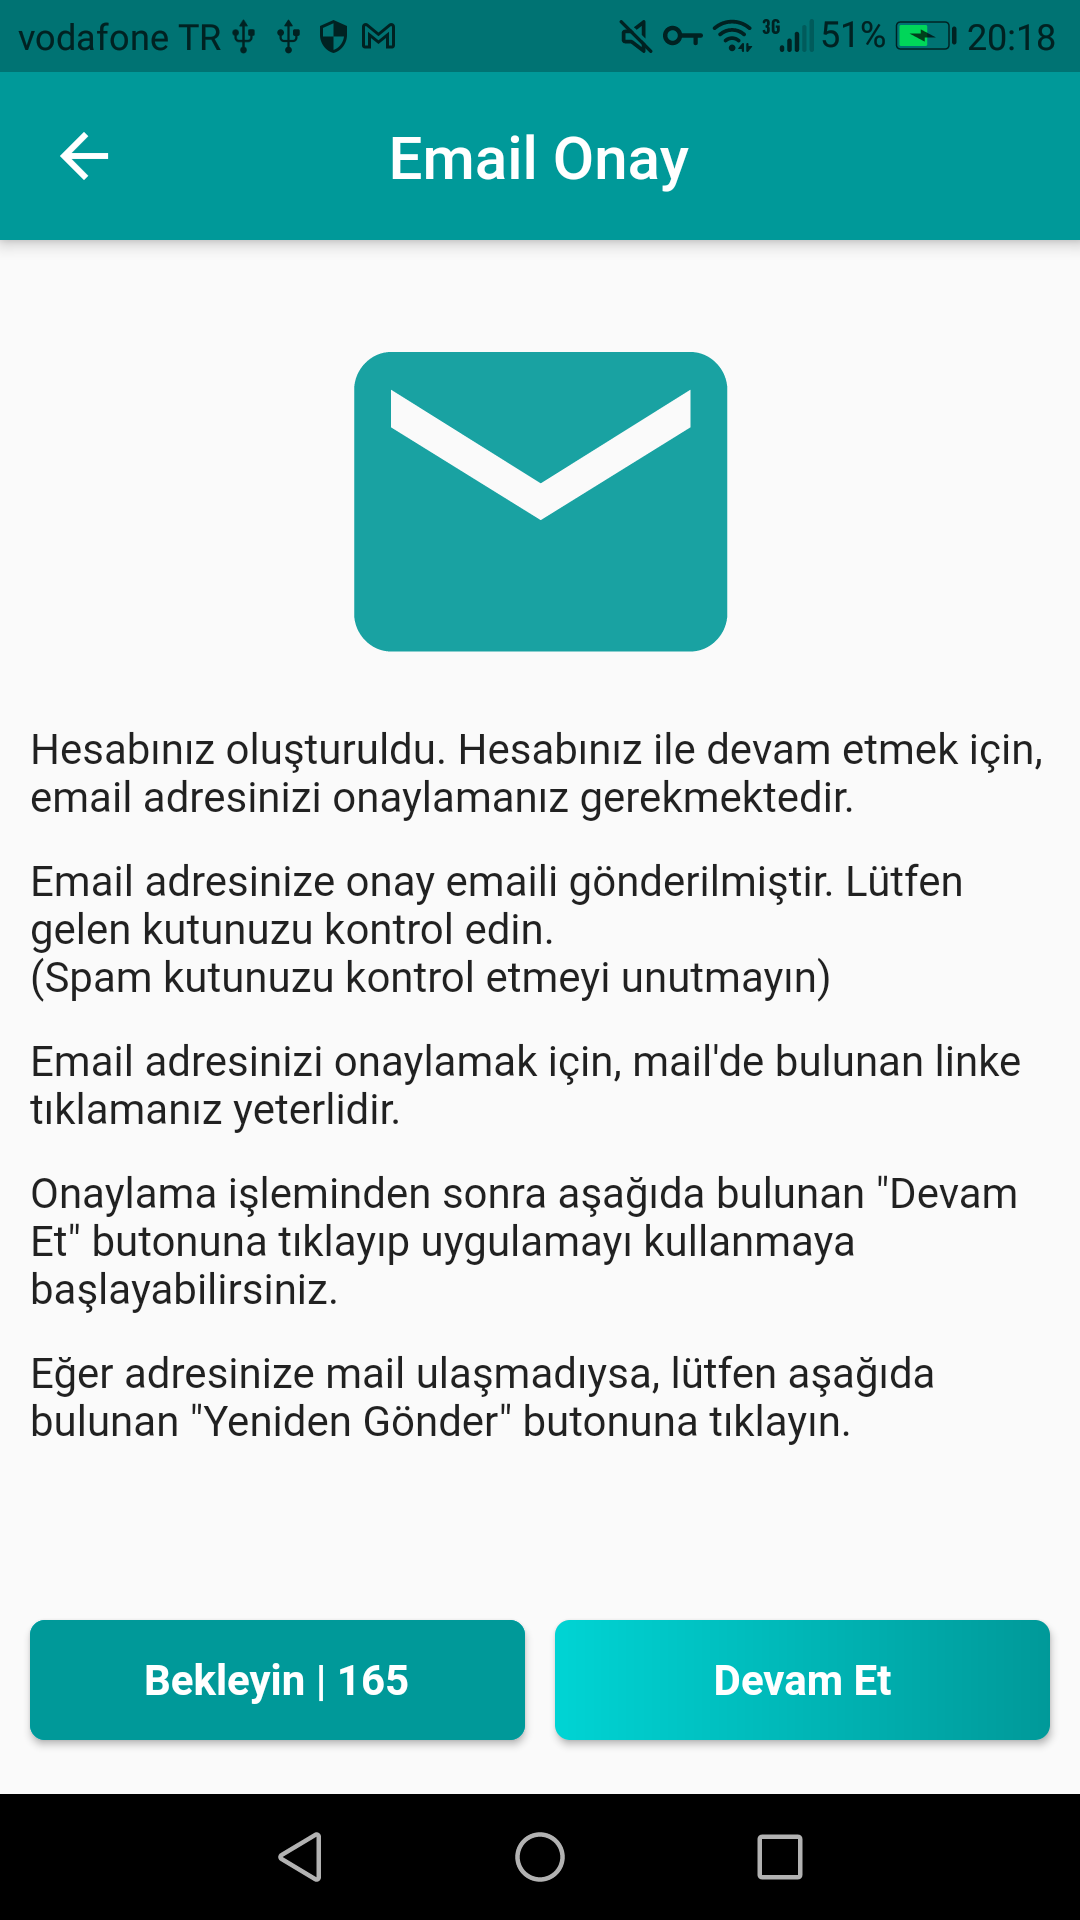 vodafone TR 3G 51% 20:18
Email Onay
Hesabınız oluşturuldu. Hesabınız ile devam etmek için,
email adresinizi onaylamanız gerekmektedir.
Email adresinize onay emaili gönderilmiştir. Lütfen
gelen kutunuzu kontrol edin.
(Spam kutunuzu kontrol etmeyi unutmayın)
Email adresinizi onaylamak için, mail'de bulunan linke
tıklamanız yeterlidir.
Onaylama işleminden sonra aşağıda bulunan "Devam
Et" butonuna tıklayıp uygulamayı kullanmaya
başlayabilirsiniz.
Eğer adresinize mail ulaşmadıysa, lütfen aşağıda
bulunan "Yeniden Gönder" butonuna tıklayın.
Bekleyin | 165
Devam Et